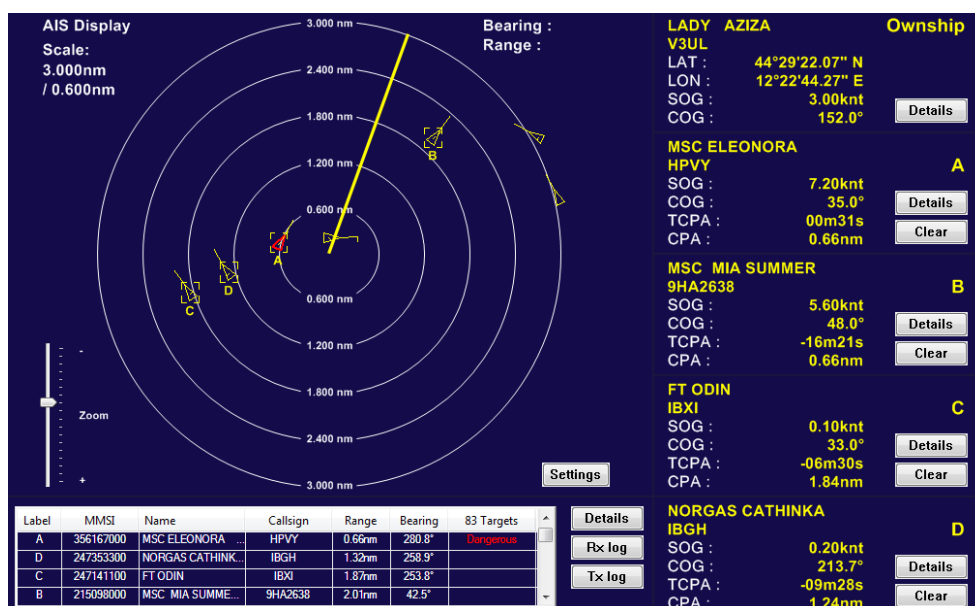 AIS Display
Scale:
3.000nm
/ 0.600nm
Bearing :
Range :
3.000 nm
2.400 nm
1.800 nm
1.200 nm
0.600 nm
0.600 nm
1.200 nm
1.800 nm
2.400 nm
3.000 nm
A
B
C
D
-
Zoom
+
Settings
LADY AZIZA Ownship
V3UL
LAT : 44°29'22.07" N
LON : 12°22'44.27" E
SOG : 3.00knt
COG : 152.0° Details
MSC ELEONORA
HPVY A
SOG : 7.20knt
COG : 35.0° Details
TCPA : 00m31s
CPA : 0.66nm Clear
MSC MIA SUMMER
9HA2638 B
SOG : 5.60knt
COG : 48.0° Details
TCPA : -16m21s
CPA : 0.66nm Clear
FT ODIN
IBXI C
SOG : 0.10knt
COG : 33.0° Details
TCPA : -06m30s
CPA : 1.84nm Clear
NORGAS CATHINKA
IBGH D
SOG : 0.20knt
COG : 213.7° Details
TCPA : -09m28s
CPA : 1.24nm Clear
Label MMSI Name Callsign Range Bearing 83 Targets
A 356167000 MSC ELEONORA ... HPVY 0.66nm 280.8° Dangerous
D 247353300 NORGAS CATHINK... IBGH 1.32nm 258.9°
C 247141100 FT ODIN IBXI 1.87nm 253.8°
B 215098000 MSC MIA SUMME... 9HA2638 2.01nm 42.5°
Details
Rx log
Tx log